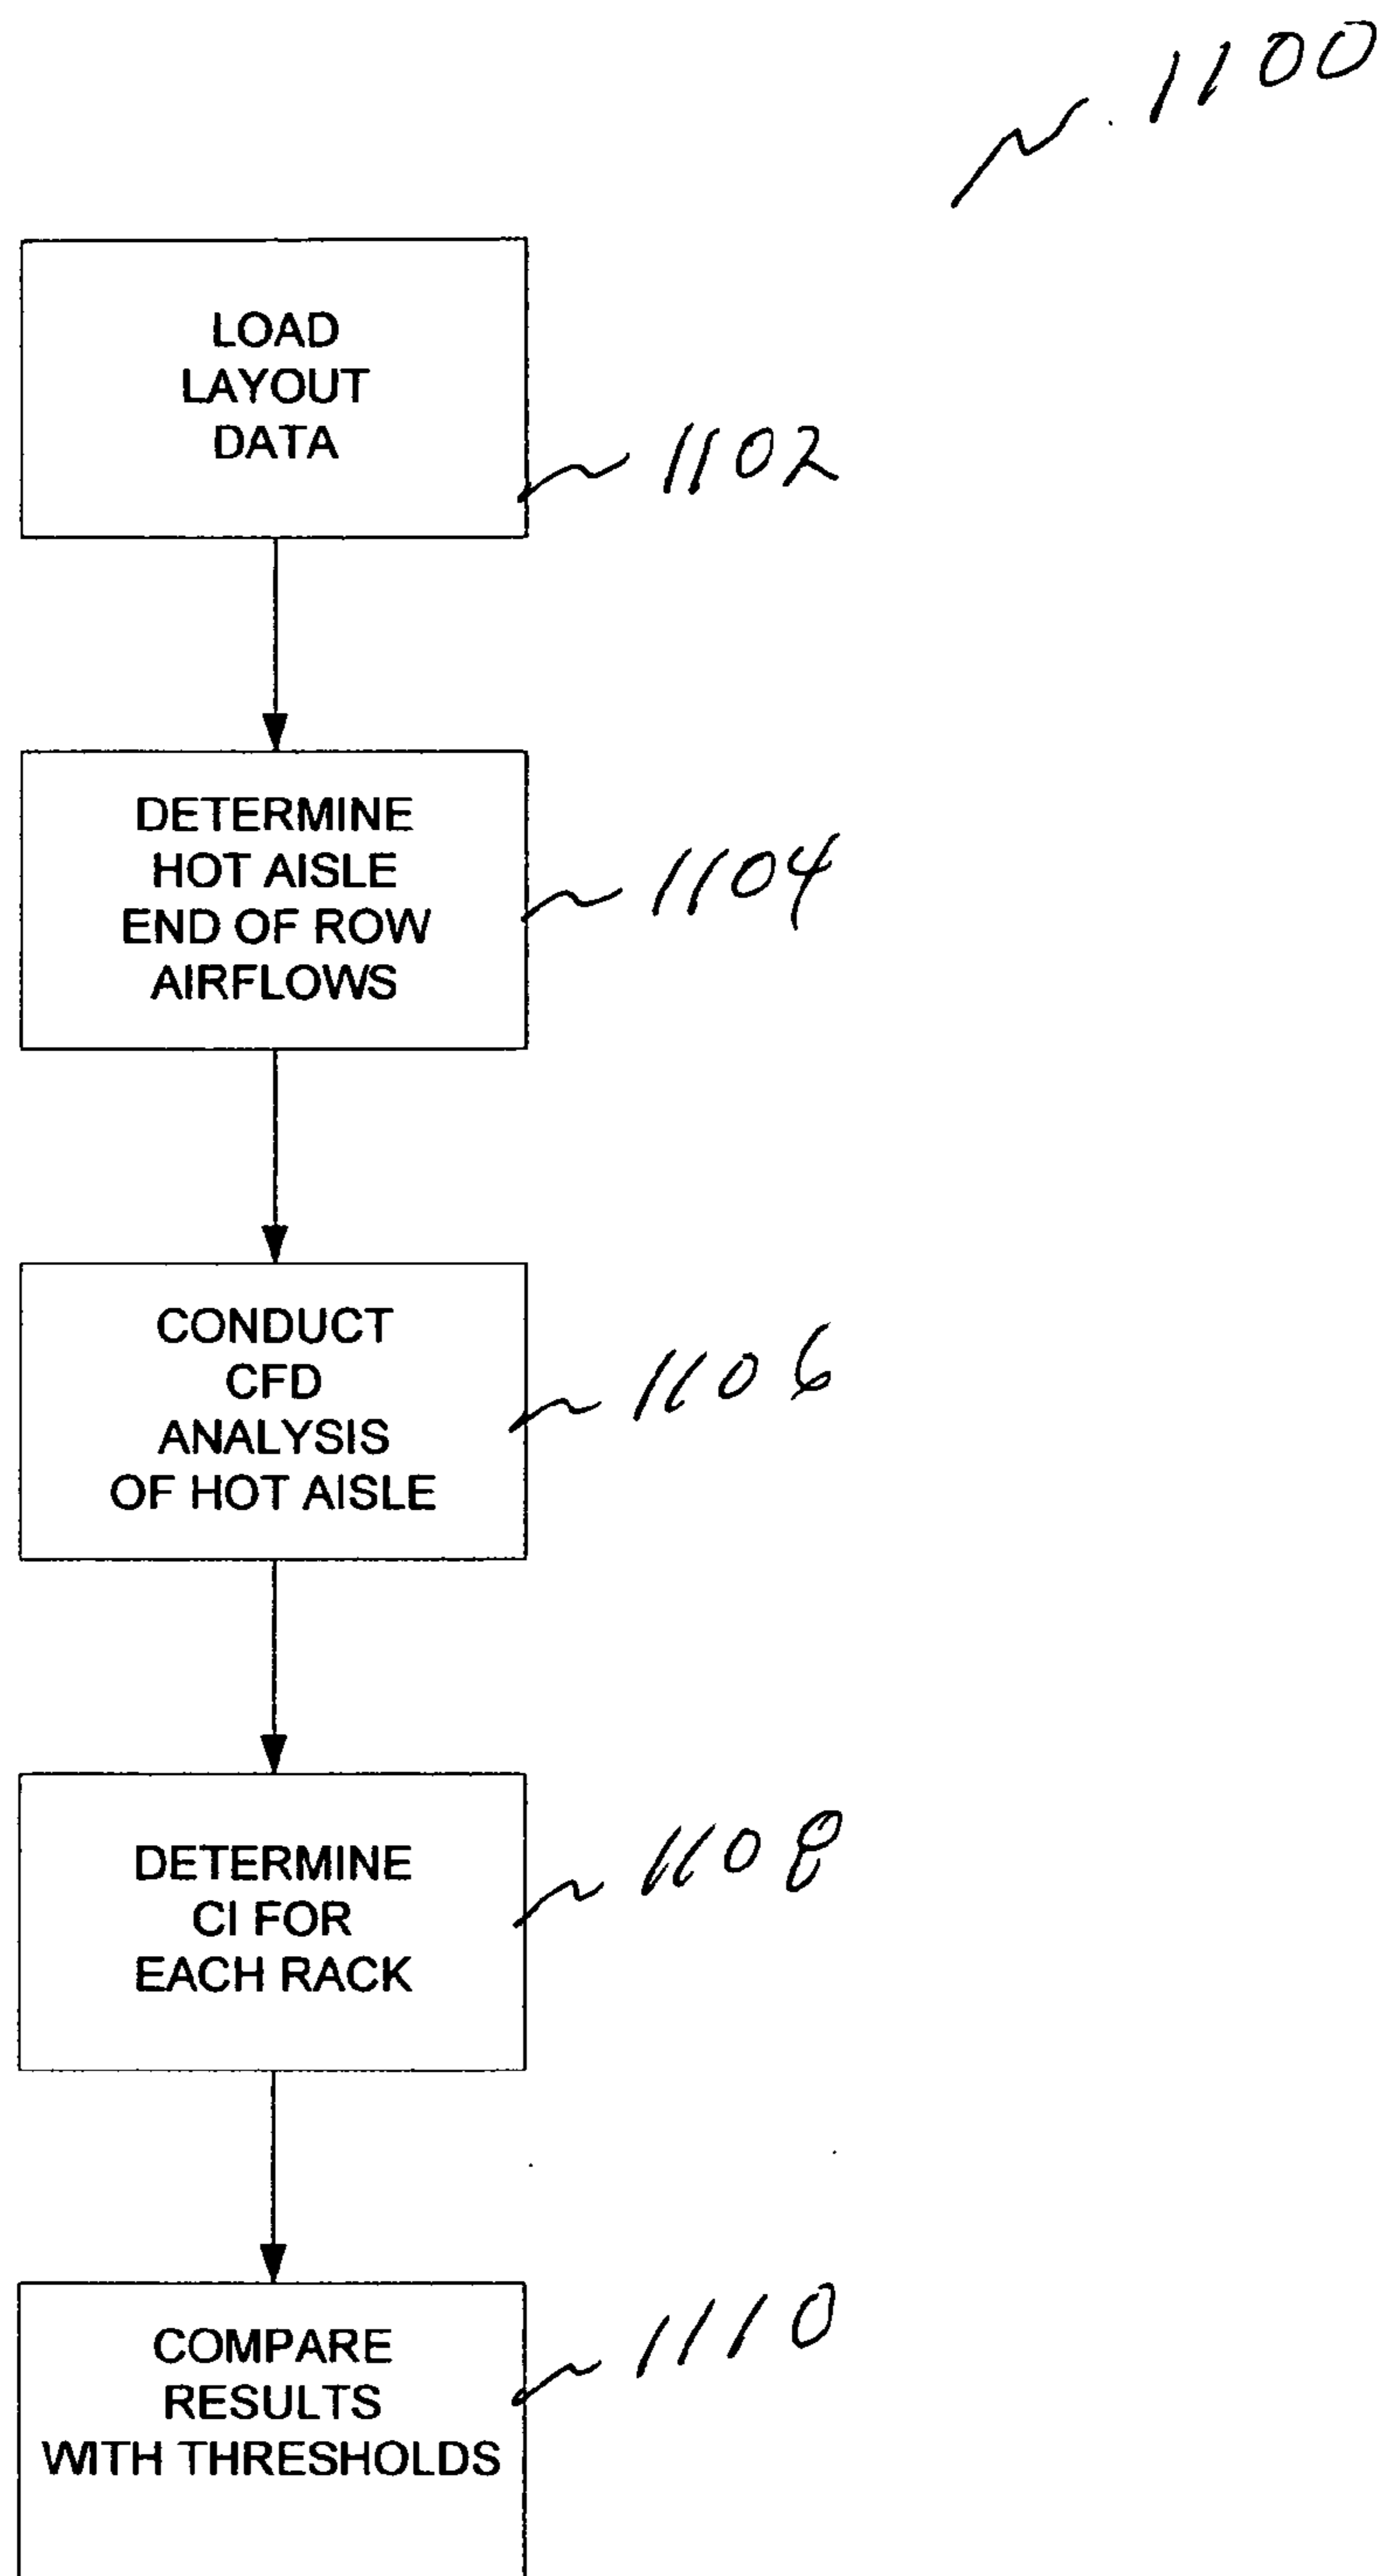 1100
LOAD
LAYOUT
DATA
1102
DETERMINE
HOT AISLE
END OF ROW
AIRFLOWS
1104
CONDUCT
CFD
ANALYSIS
OF HOT AISLE
1106
DETERMINE
CI FOR
EACH RACK
1108
COMPARE
RESULTS
WITH THRESHOLDS
1110